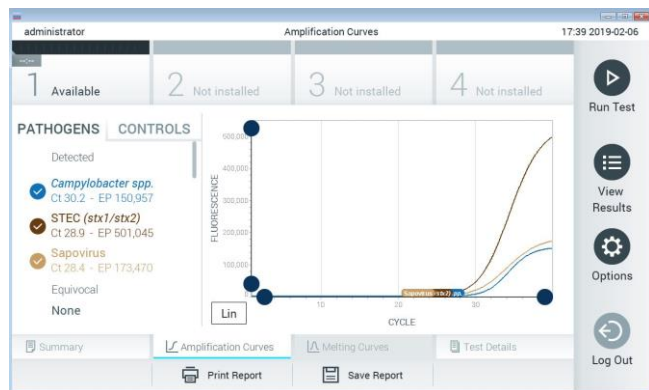 administrator
Amplification Curves
17:39 2019-02-06
--:--
1 Available
2 Not installed
3 Not installed
4 Not installed
Run Test
PATHOGENS CONTROLS
Detected
Campylobacter spp.
Ct 30.2 - EP 150,957
STEC (stx1/stx2)
Ct 28.9 - EP 501,045
Sapovirus
Ct 28.4 - EP 173,470
Equivocal
None
FLUORESCENCE
600,000
500,000
400,000
300,000
200,000
100,000
0
10
20
30
CYCLE
Lin
View
Results
Options
Log Out
Summary
Amplification Curves
Melting Curves
Test Details
Print Report
Save Report